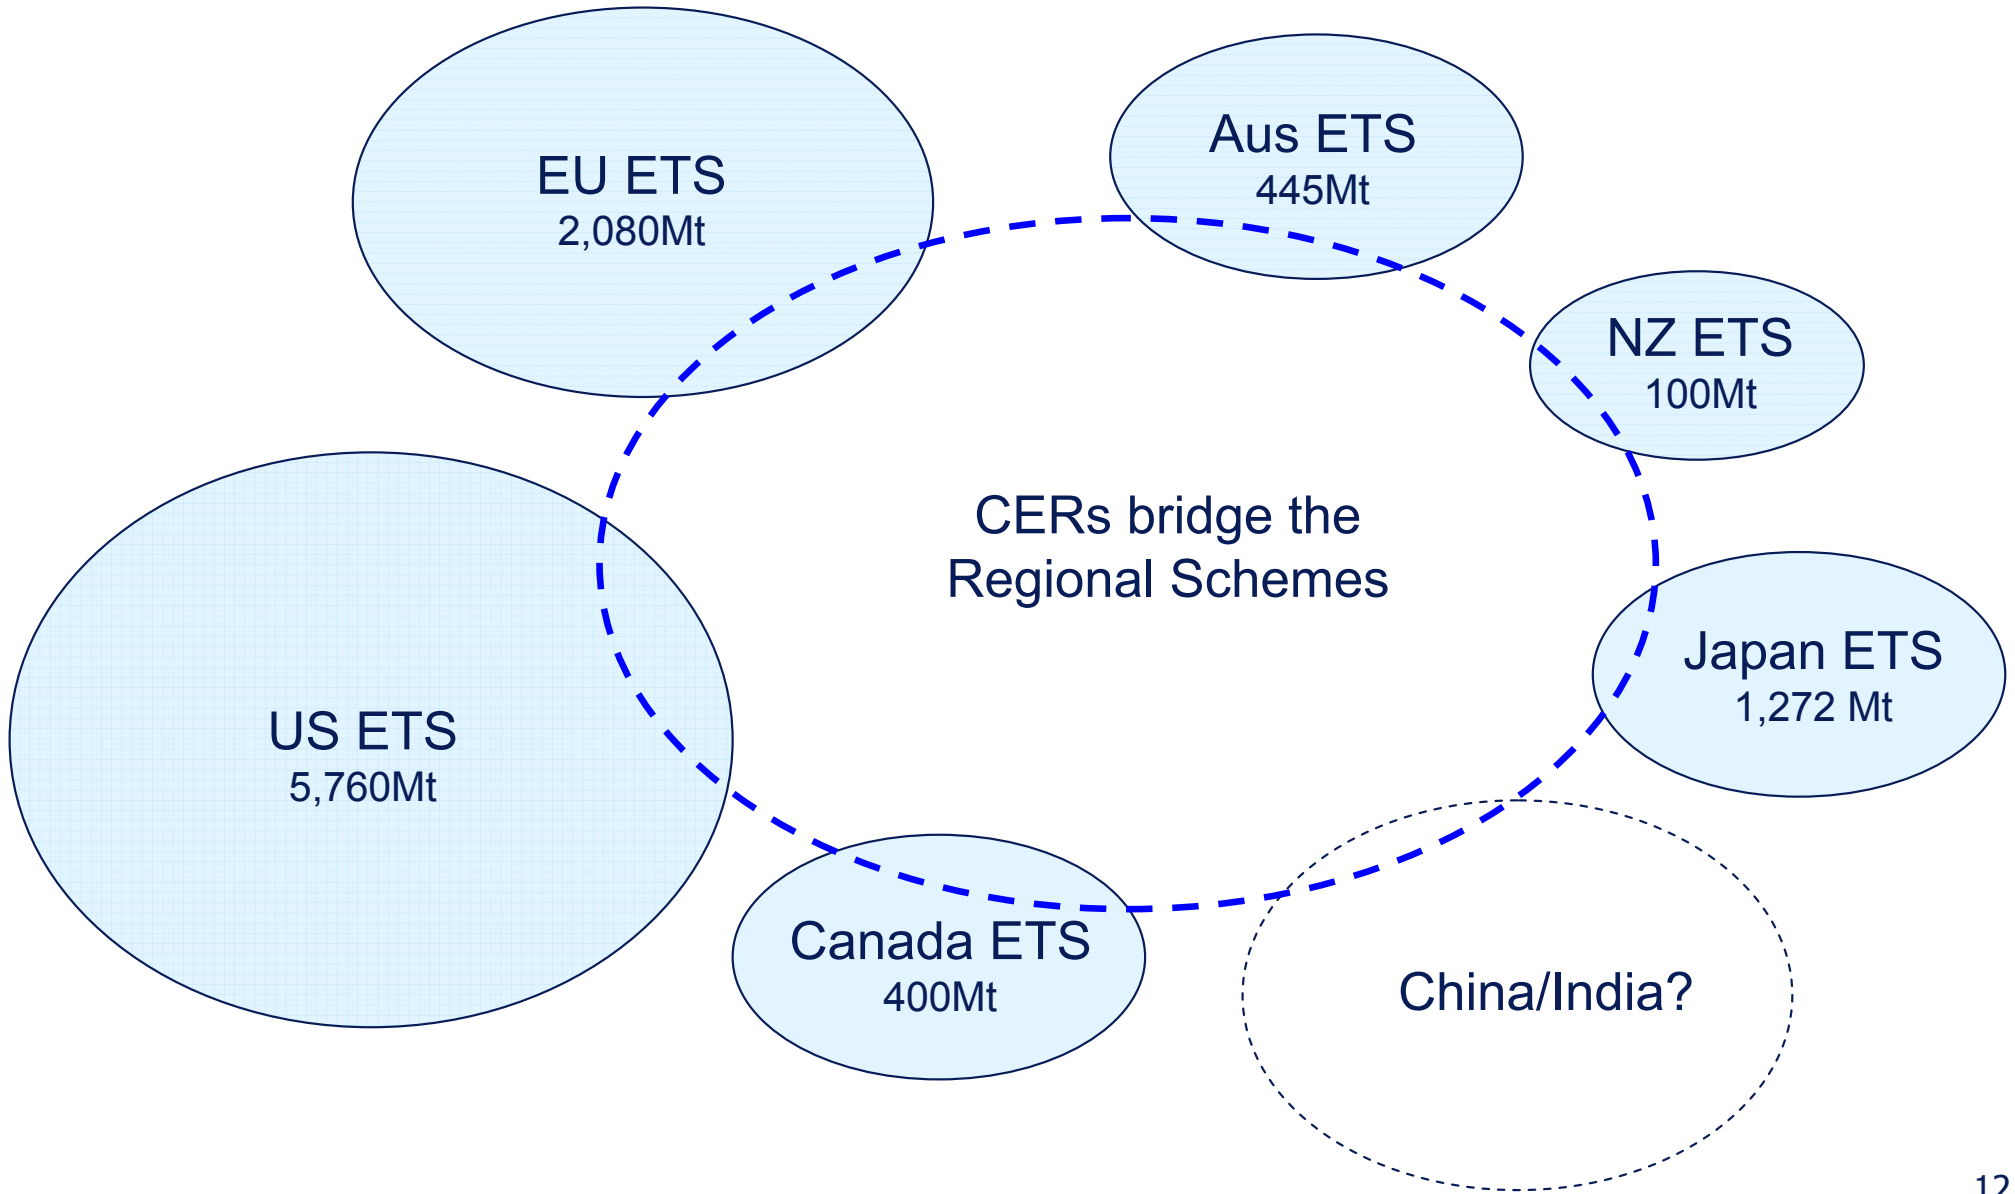 EU ETS
2,080Mt
Aus ETS
445Mt
NZ ETS
100Mt
CERs bridge the
Regional Schemes
Japan ETS
1,272 Mt
US ETS
5,760Mt
Canada ETS
400Mt
China/India?
12